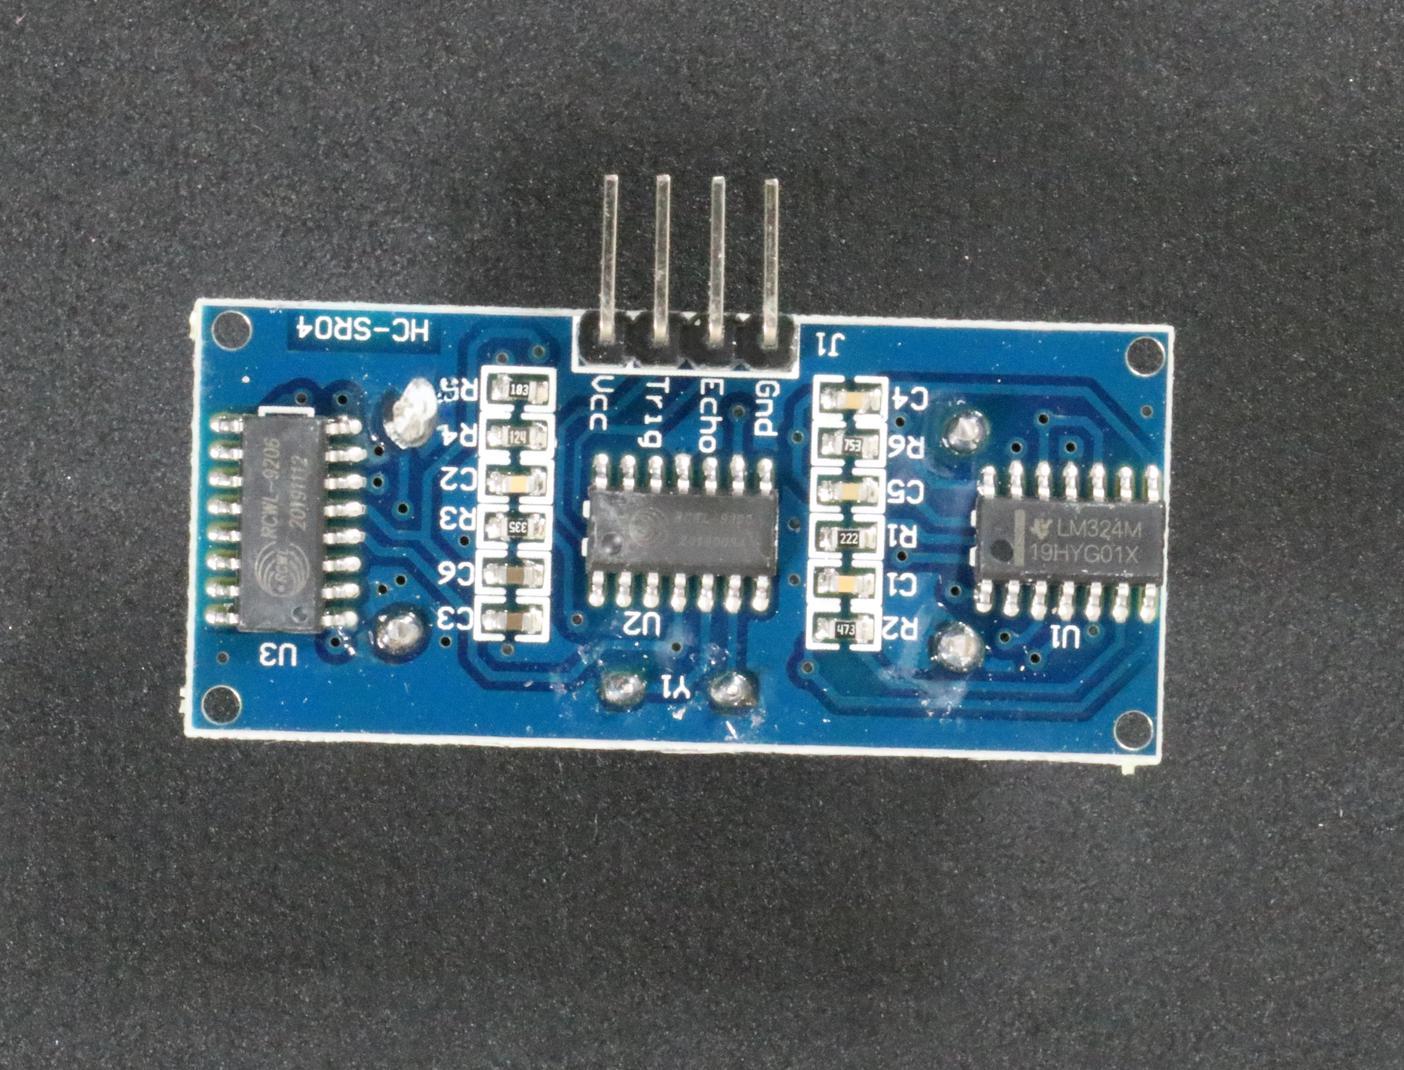 HC-SR04
J1
Vcc
Trig
Echo
Gnd
R5
103
R4
124
C2
R3
335
C6
C3
C4
R6
753
C5
R1
222
C1
R2
473
RCWL-9206
20191112
RCWL
U3
U2
Y1
LM324M
19HYG01X
U1